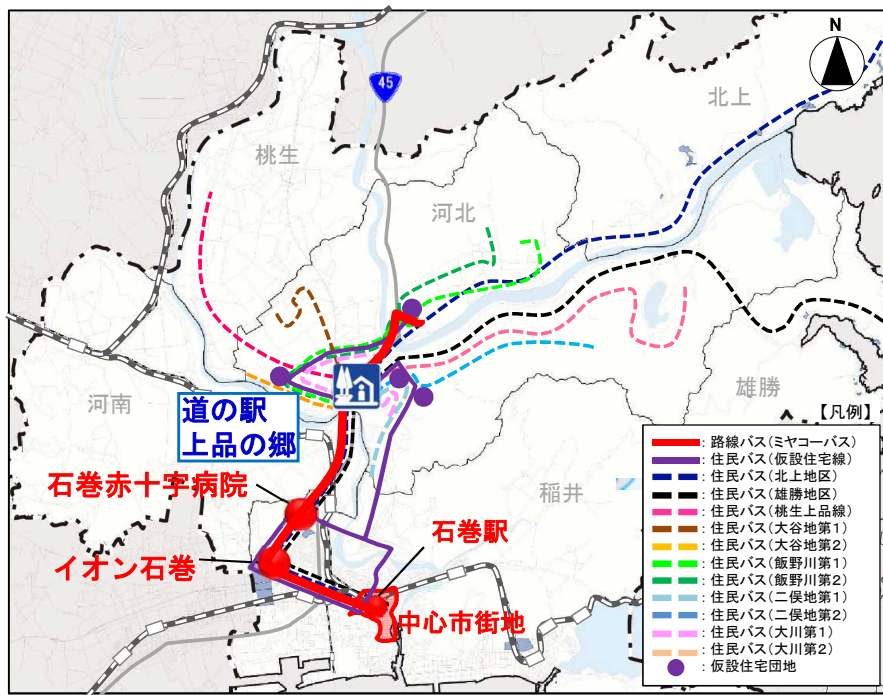 N
45
北上
桃生
河北
雄勝
河南
道の駅
上品の郷
稲井
石巻赤十字病院
石巻駅
イオン石巻
中心市街地
【凡例】
：路線バス(ミヤコーバス)
：住民バス(仮設住宅線)
：住民バス(北上地区)
：住民バス(雄勝地区)
：住民バス(桃生上品線)
：住民バス(大谷地第1)
：住民バス(大谷地第2)
：住民バス(飯野川第1)
：住民バス(飯野川第2)
：住民バス(二俣地第1)
：住民バス(二俣地第2)
：住民バス(大川第1)
：住民バス(大川第2)
：仮設住宅団地